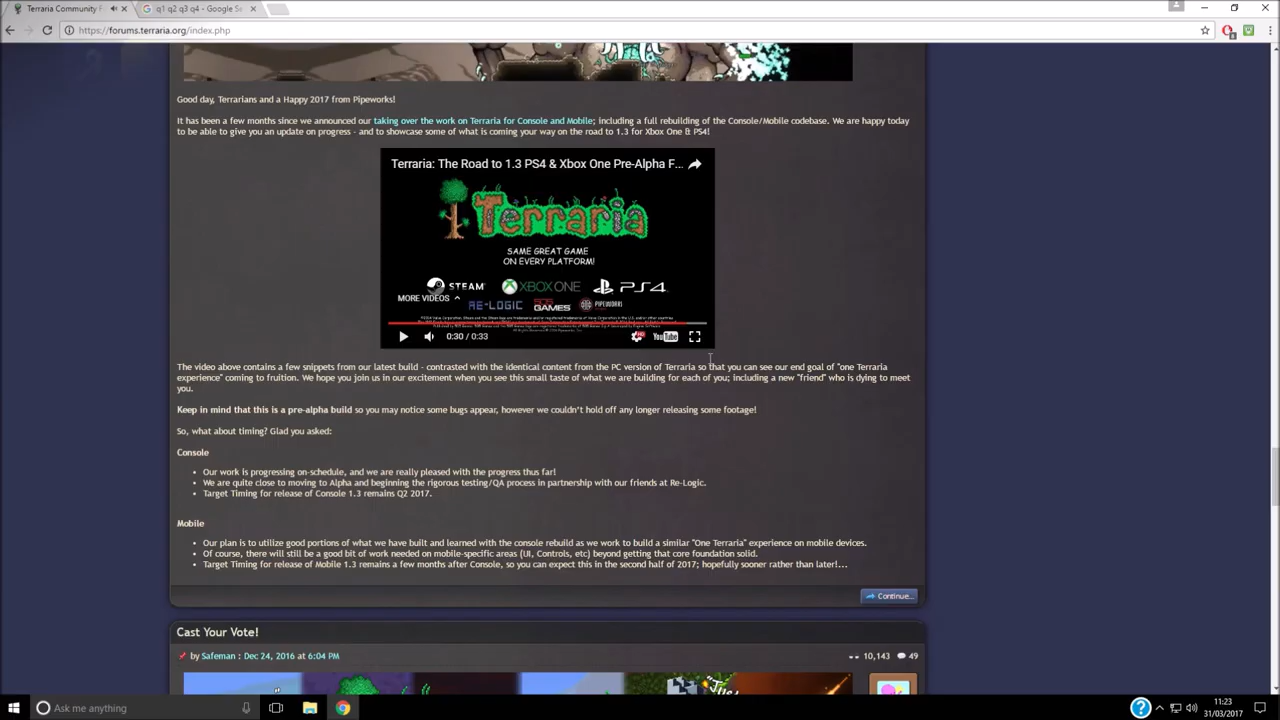 Terraria Community F
q1 q2 q3 q4 - Google Se
https://forums.terraria.org/index.php
Good day, Terrarians and a Happy 2017 from Pipeworks!
It has been a few months since we announced our taking over the work on Terraria for Console and Mobile; including a full rebuilding of the Console/Mobile codebase. We are happy today
to be able to give you an update on progress - and to showcase some of what is coming your way on the road to 1.3 for Xbox One & PS4!
Terraria: The Road to 1.3 PS4 & Xbox One Pre-Alpha F...
Terraria
SAME GREAT GAME
ON EVERY PLATFORM!
STEAM XBOX ONE PS4
MORE VIDEOS
RE-LOGIC GAMES PIPEWORKS
0:30 / 0:33 HD YouTube
The video above contains a few snippets from our latest build - contrasted with the identical content from the PC version of Terraria so that you can see our end goal of "one Terraria
experience" coming to fruition. We hope you join us in our excitement when you see this small taste of what we are building for each of you; including a new "friend" who is dying to meet
you.
Keep in mind that this is a pre-alpha build so you may notice some bugs appear, however we couldn't hold off any longer releasing some footage!
So, what about timing? Glad you asked:
Console
• Our work is progressing on-schedule, and we are really pleased with the progress thus far!
• We are quite close to moving to Alpha and beginning the rigorous testing/QA process in partnership with our friends at Re-Logic.
• Target Timing for release of Console 1.3 remains Q2 2017.
Mobile
• Our plan is to utilize good portions of what we have built and learned with the console rebuild as we work to build a similar "One Terraria" experience on mobile devices.
• Of course, there will still be a good bit of work needed on mobile-specific areas (UI, Controls, etc) beyond getting that core foundation solid.
• Target Timing for release of Mobile 1.3 remains a few months after Console, so you can expect this in the second half of 2017; hopefully sooner rather than later!...
Continue...
Cast Your Vote!
by Safeman : Dec 24, 2016 at 6:04 PM
10,143 49
Ask me anything
11:23
31/03/2017